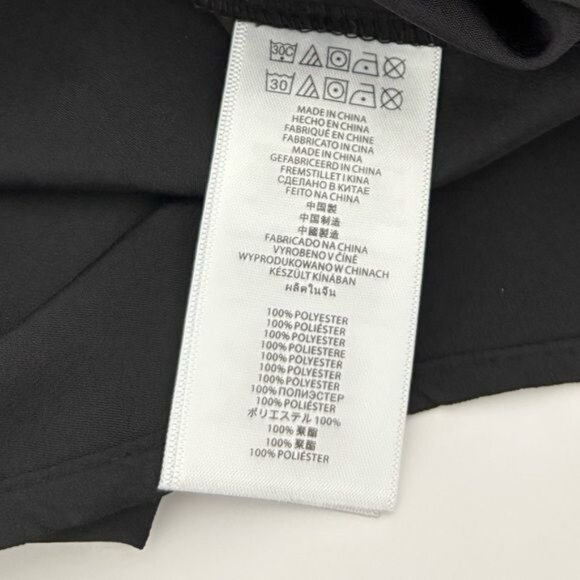 30C
30
MADE IN CHINA
HECHO EN CHINA
FABRIQUÉ EN CHINE
FABBRICATO IN CINA
MADE IN CHINA
GEFABRICEERD IN CHINA
FREMSTILLET I KINA
СДЕЛАНО В КИТАЕ
FEITO NA CHINA
中国製
中国制造
中國製造
FABRICADO NA CHINA
VYROBENO V ČÍNĚ
WYPRODUKOWANO W CHINACH
KÉSZÜLT KÍNÁBAN
ผลิตในจีน
100% POLYESTER
100% POLIÉSTER
100% POLYESTER
100% POLIESTERE
100% POLYESTER
100% POLYESTER
100% POLYESTER
100% ПОЛИЭСТЕР
100% POLIÉSTER
ポリエステル 100%
100% 聚酯
100% 聚酯
100% POLIÉSTER